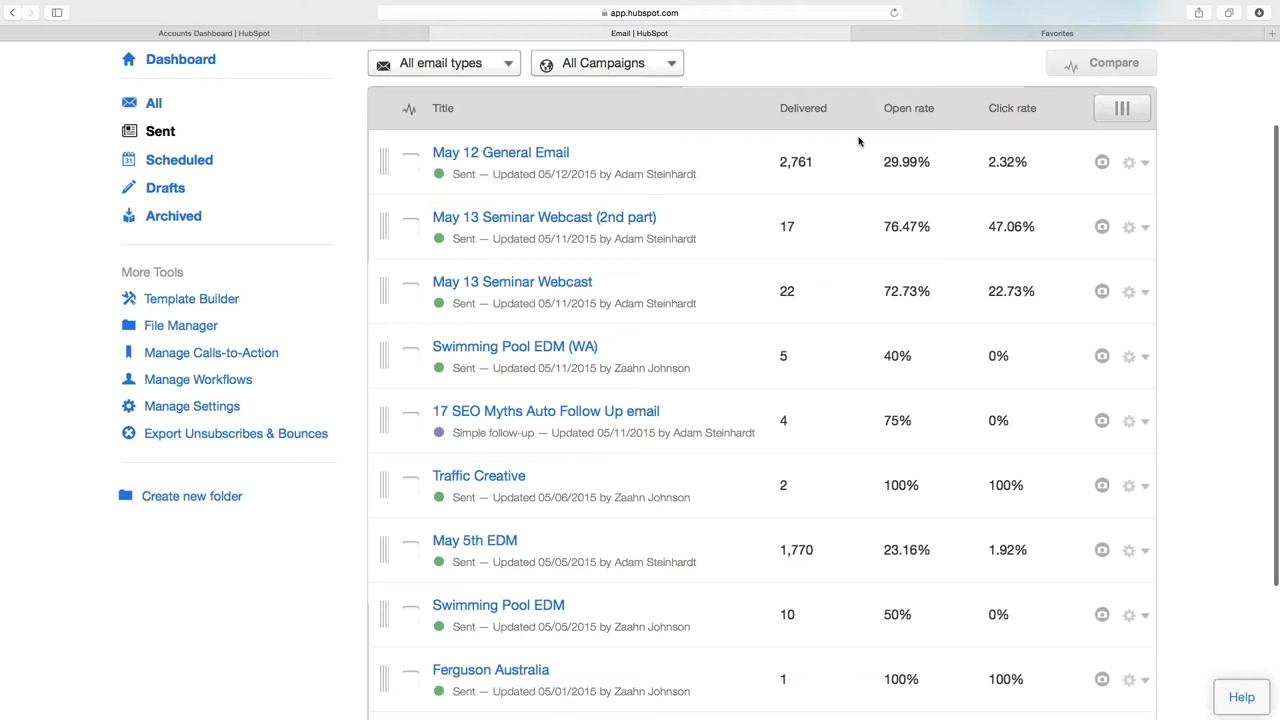 app.hubspot.com
Accounts Dashboard | HubSpot
Email | HubSpot
Favorites
Dashboard
All
Sent
31 Scheduled
Drafts
Archived
More Tools
Template Builder
File Manager
Manage Calls-to-Action
Manage Workflows
Manage Settings
Export Unsubscribes & Bounces
Create new folder
All email types
All Campaigns
Compare
Title Delivered Open rate Click rate
May 12 General Email
Sent — Updated 05/12/2015 by Adam Steinhardt
2,761 29.99% 2.32%
May 13 Seminar Webcast (2nd part)
Sent — Updated 05/11/2015 by Adam Steinhardt
17 76.47% 47.06%
May 13 Seminar Webcast
Sent — Updated 05/11/2015 by Adam Steinhardt
22 72.73% 22.73%
Swimming Pool EDM (WA)
Sent — Updated 05/11/2015 by Zaahn Johnson
5 40% 0%
17 SEO Myths Auto Follow Up email
Simple follow-up — Updated 05/11/2015 by Adam Steinhardt
4 75% 0%
Traffic Creative
Sent — Updated 05/06/2015 by Zaahn Johnson
2 100% 100%
May 5th EDM
Sent — Updated 05/05/2015 by Adam Steinhardt
1,770 23.16% 1.92%
Swimming Pool EDM
Sent — Updated 05/05/2015 by Zaahn Johnson
10 50% 0%
Ferguson Australia
Sent — Updated 05/01/2015 by Zaahn Johnson
1 100% 100%
Help